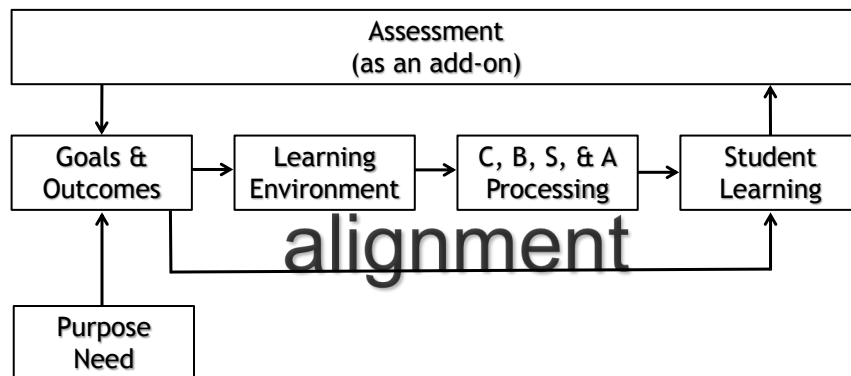 Assessment
(as an add-on)
Goals &
Outcomes
Learning
Environment
C, B, S, & A
Processing
Student
Learning
alignment
Purpose
Need